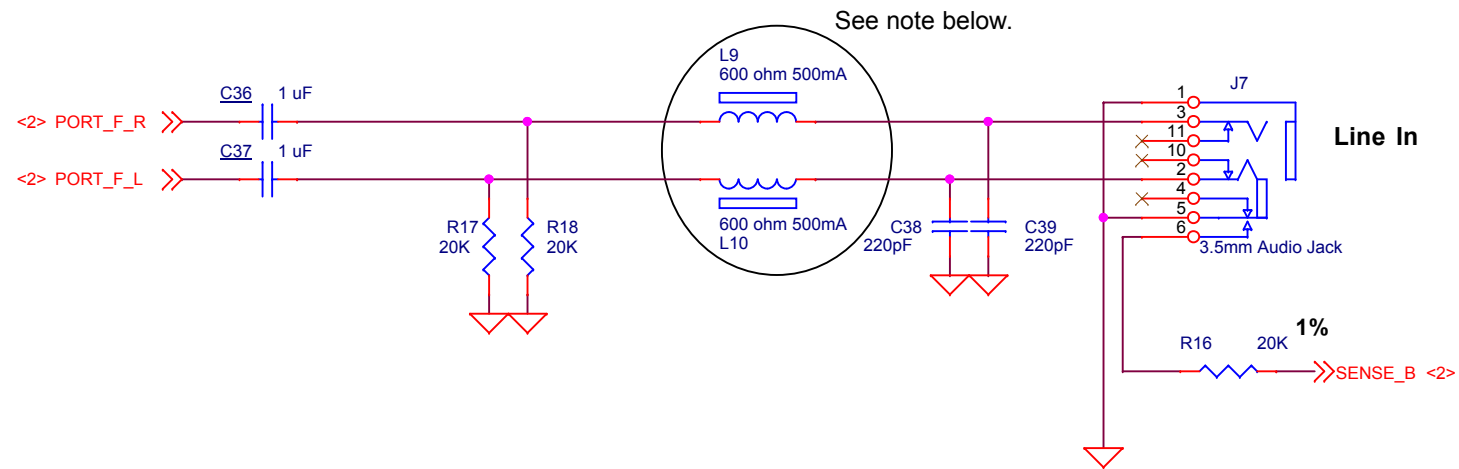 See note below.
L9
600 ohm 500mA
C36 1 uF
<2> PORT_F_R
C37 1 uF
<2> PORT_F_L
600 ohm 500mA
L10
R17
20K
R18
20K
C38
220pF
C39
220pF
J7
1
3
11
10
2
4
5
6
Line In
3.5mm Audio Jack
1%
R16 20K
SENSE_B <2>